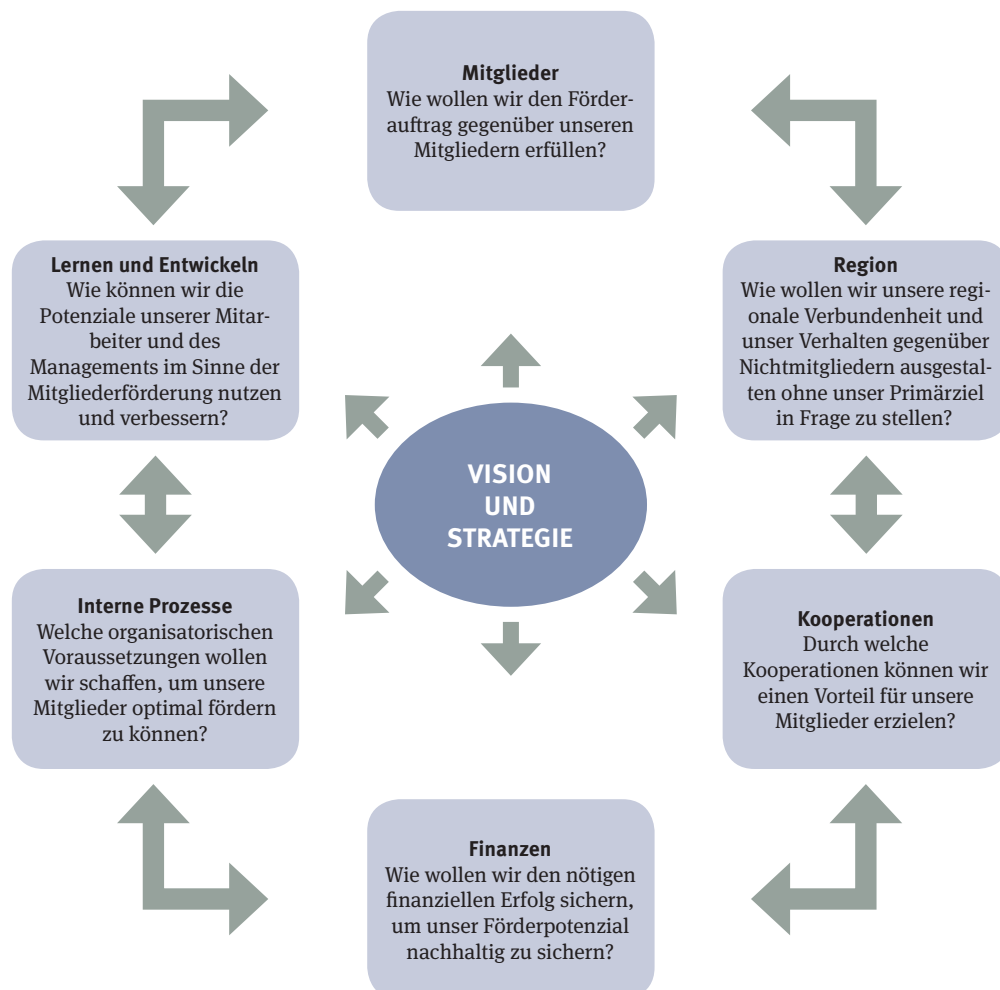 Mitglieder
Wie wollen wir den Förder-
auftrag gegenüber unseren
Mitgliedern erfüllen?
Lernen und Entwickeln
Wie können wir die
Potenziale unserer Mitar-
beiter und des
Managements im Sinne der
Mitgliederförderung nutzen
und verbessern?
Region
Wie wollen wir unsere regi-
onale Verbundenheit und
unser Verhalten gegenüber
Nichtmitgliedern ausgestal-
ten ohne unser Primärziel
in Frage zu stellen?
VISION
UND
STRATEGIE
Interne Prozesse
Welche organisatorischen
Voraussetzungen wollen
wir schaffen, um unsere
Mitglieder optimal fördern
zu können?
Kooperationen
Durch welche
Kooperationen können wir
einen Vorteil für unsere
Mitglieder erzielen?
Finanzen
Wie wollen wir den nötigen
finanziellen Erfolg sichern,
um unser Förderpotenzial
nachhaltig zu sichern?